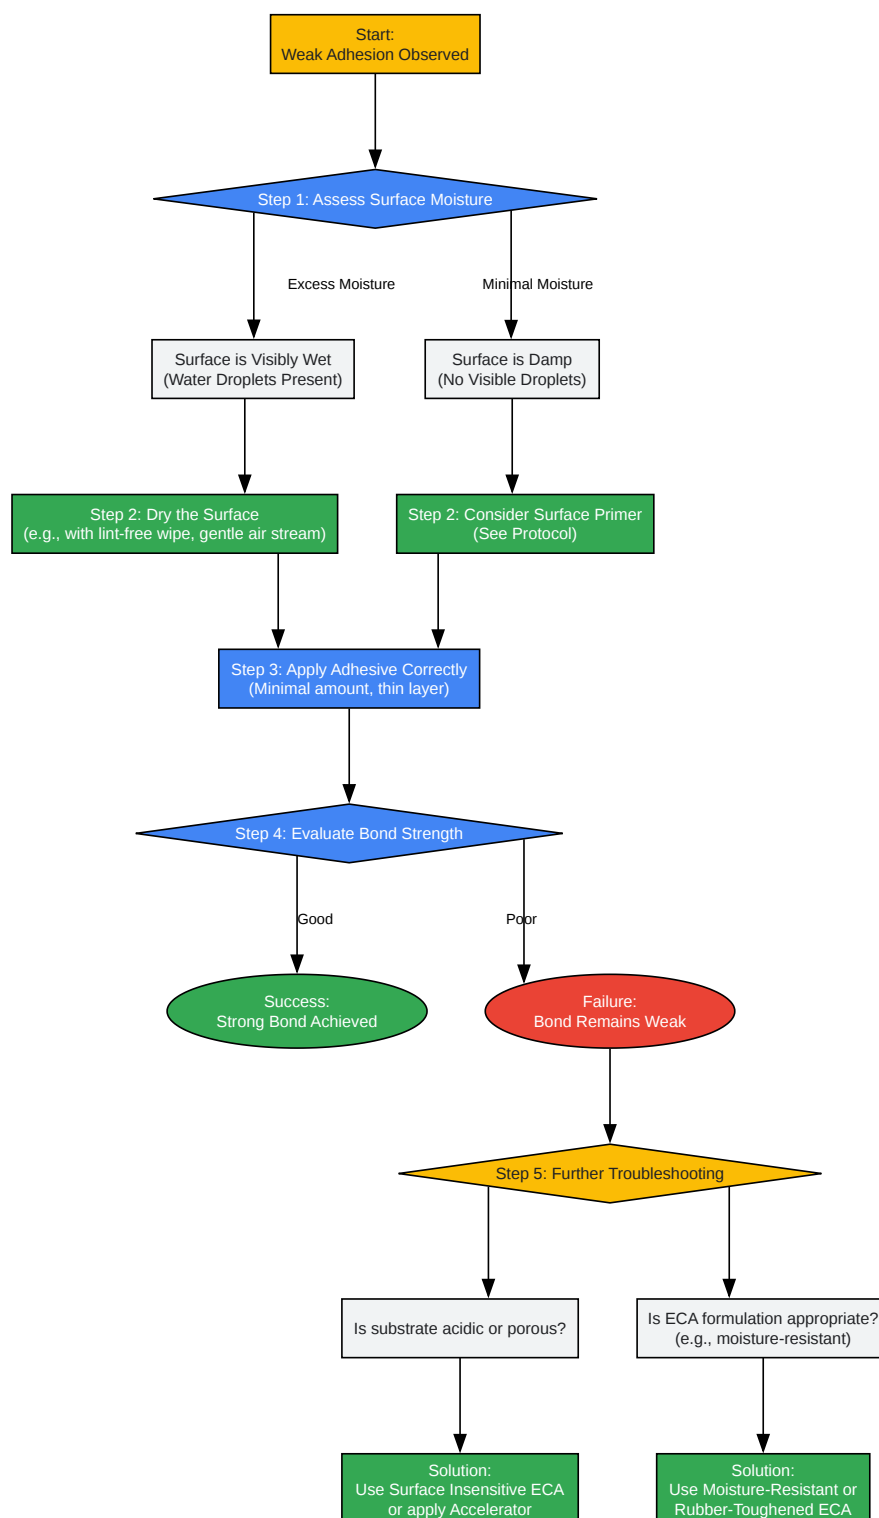 Start:
Weak Adhesion Observed
Step 1: Assess Surface Moisture
Excess Moisture
Minimal Moisture
Surface is Visibly Wet
(Water Droplets Present)
Surface is Damp
(No Visible Droplets)
Step 2: Dry the Surface
(e.g., with lint-free wipe, gentle air stream)
Step 2: Consider Surface Primer
(See Protocol)
Step 3: Apply Adhesive Correctly
(Minimal amount, thin layer)
Step 4: Evaluate Bond Strength
Good
Poor
Success:
Strong Bond Achieved
Failure:
Bond Remains Weak
Step 5: Further Troubleshooting
Is substrate acidic or porous?
Is ECA formulation appropriate?
(e.g., moisture-resistant)
Solution:
Use Surface Insensitive ECA
or apply Accelerator
Solution:
Use Moisture-Resistant or
Rubber-Toughened ECA